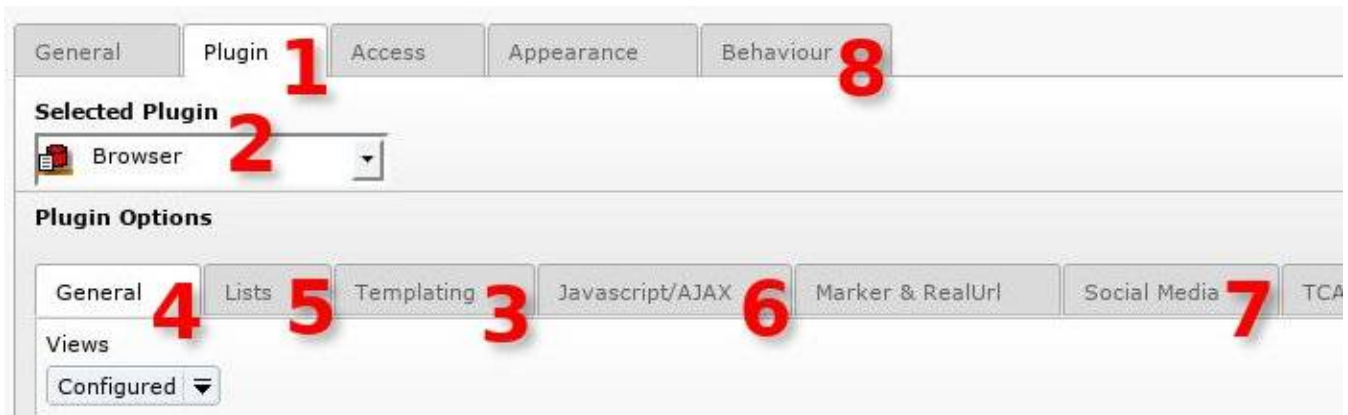 General Plugin 1 Access Appearance Behaviour 8
Selected Plugin
2
Browser
Plugin Options
General 4 Lists 5 Templating 3 Javascript/AJAX 6 Marker & RealUrl Social Media 7 TCA
Views
Configured